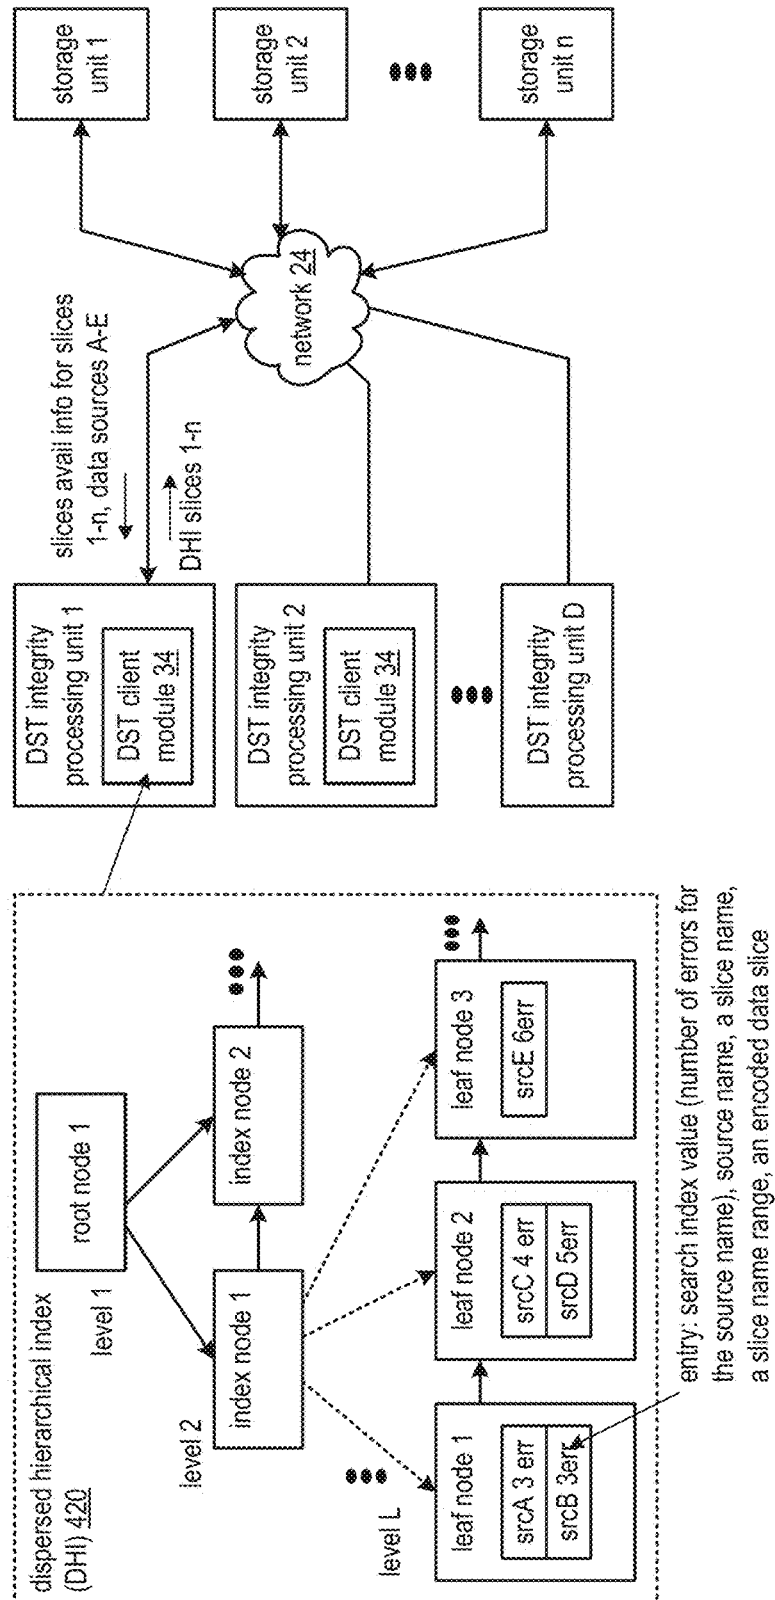 dispersed hierarchical index
(DHI) 420
level 1
root node 1
level 2
index node 1
index node 2
level L
leaf node 1
srcA 3 err
srcB 3err
leaf node 2
srcC 4 err
srcD 5err
leaf node 3
srcE 6err
entry: search index value (number of errors for
the source name), source name, a slice name,
a slice name range, an encoded data slice
DST integrity
processing unit 1
DST client
module 34
DST integrity
processing unit 2
DST client
module 34
DST integrity
processing unit D
slices avail info for slices
1-n, data sources A-E
DHI slices 1-n
network 24
storage
unit 1
storage
unit 2
storage
unit n